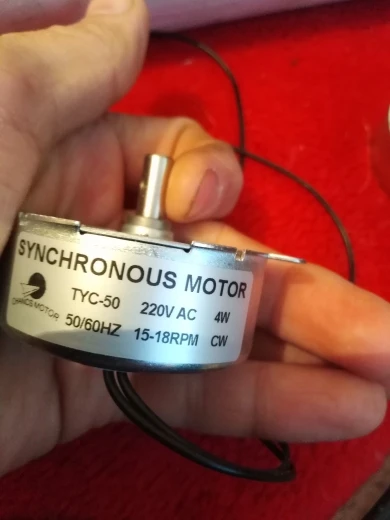 SYNCHRONOUS MOTOR
TYC-50 220V AC 4W
50/60HZ 15-18RPM CW